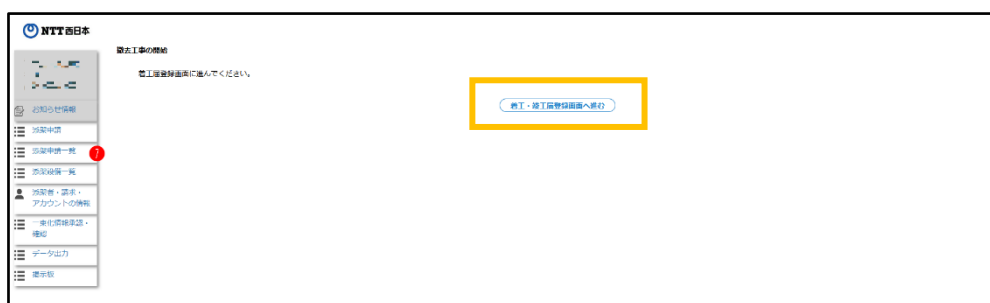 NTT西日本
撤去工事の開始
着工届登録画面に進んでください。
着工・竣工届登録画面へ進む
お知らせ情報
添架申請
添架申請一覧
7
添架設備一覧
添架者・請求・
アカウントの情報
一束化情報承認・
確認
データ出力
掲示板